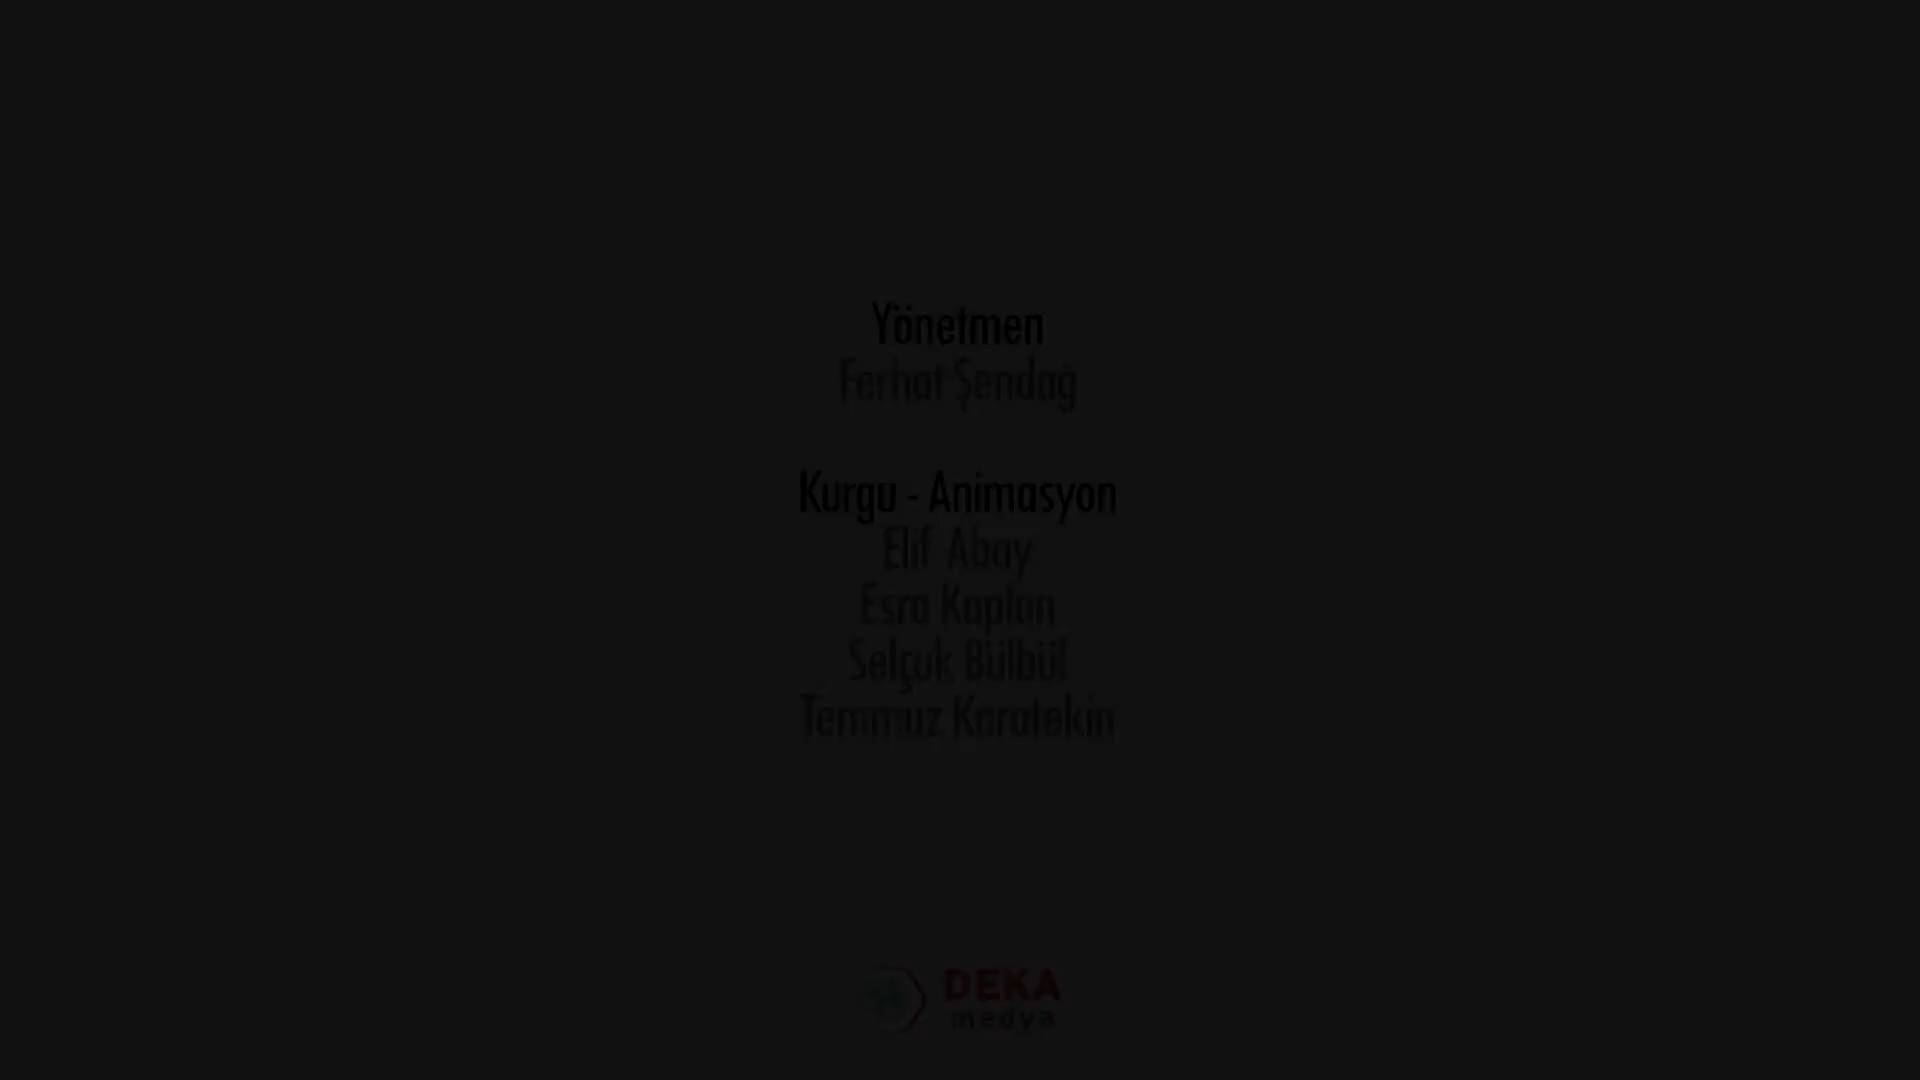 Yönetmen
Ferhat Şendağ
Kurgu - Animasyon
Elif Abay
Esra Kaplan
Selçuk Bülbül
Temmuz Karatekin
DEKA
medya